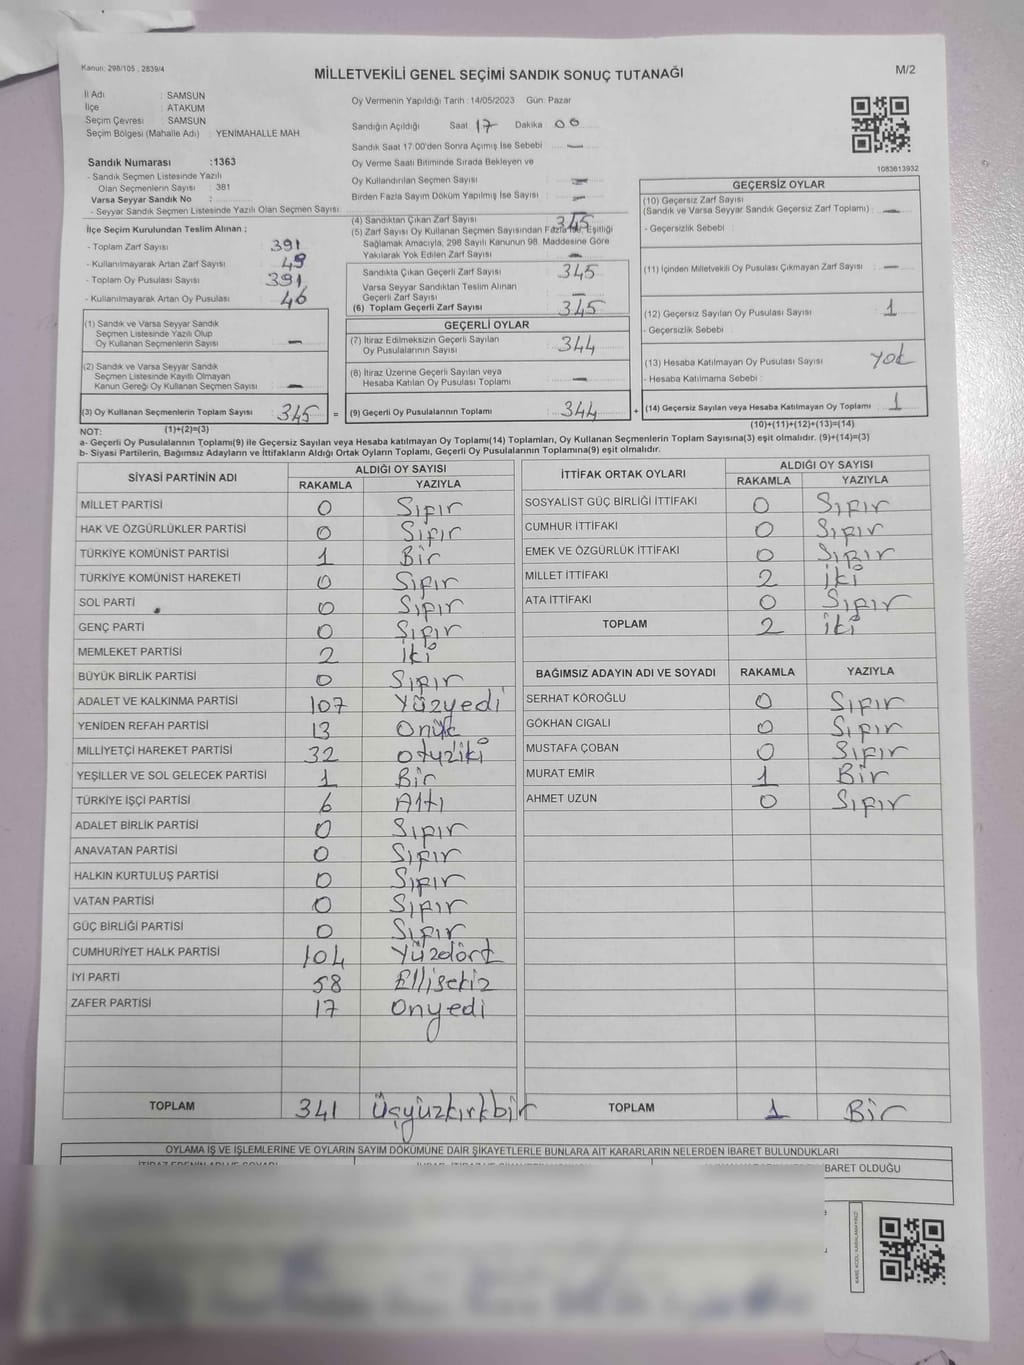 Kanun: 298/105 , 2839/4
MİLLETVEKİLİ GENEL SEÇİMİ SANDIK SONUÇ TUTANAĞI
M/2
İl Adı : SAMSUN
İlçe : ATAKUM
Seçim Çevresi : SAMSUN
Seçim Bölgesi (Mahalle Adı) : YENİMAHALLE MAH.
Sandık Numarası :1363
- Sandık Seçmen Listesinde Yazılı
Olan Seçmenlerin Sayısı : 381
Varsa Seyyar Sandık No :
- Seyyar Sandık Seçmen Listesinde Yazılı Olan Seçmen Sayısı
İlçe Seçim Kurulundan Teslim Alınan ;
- Toplam Zarf Sayısı 391
- Kullanılmayarak Artan Zarf Sayısı 49
- Toplam Oy Pusulası Sayısı 391
- Kullanılmayarak Artan Oy Pusulası 46
(1) Sandık ve Varsa Seyyar Sandık
Seçmen Listesinde Yazılı Olup
Oy Kullanan Seçmenlerin Sayısı : —
(2) Sandık ve Varsa Seyyar Sandık
Seçmen Listesinde Kayıtlı Olmayan
Kanun Gereği Oy Kullanan Seçmen Sayısı : —
(3) Oy Kullanan Seçmenlerin Toplam Sayısı : 345 =
Oy Vermenin Yapıldığı Tarih : 14/05/2023 Gün: Pazar
Sandığın Açıldığı Saat 17 Dakika 00
Sandık Saat 17:00'den Sonra Açımış İse Sebebi —
Oy Verme Saati Bitiminde Sırada Bekleyen ve
Oy Kullandırılan Seçmen Sayısı —
Birden Fazla Sayım Döküm Yapılmış İse Sayısı —
(4) Sandıktan Çıkan Zarf Sayısı 345
(5) Zarf Sayısı Oy Kullanan Seçmen Sayısından Fazla ise, Eşitliği
Sağlamak Amacıyla, 298 Sayılı Kanunun 98. Maddesine Göre
Yakılarak Yok Edilen Zarf Sayısı —
Sandıkta Çıkan Geçerli Zarf Sayısı : 345
Varsa Seyyar Sandıktan Teslim Alınan
Geçerli Zarf Sayısı —
(6) Toplam Geçerli Zarf Sayısı : 345
GEÇERLİ OYLAR
(7) İtiraz Edilmeksizin Geçerli Sayılan
Oy Pusulalarının Sayısı : 344
(8) İtiraz Üzerine Geçerli Sayılan veya
Hesaba Katılan Oy Pusulası Toplamı : —
(9) Geçerli Oy Pusulalarının Toplamı : 344 +
1083613932
GEÇERSİZ OYLAR
(10) Geçersiz Zarf Sayısı
(Sandık ve Varsa Seyyar Sandık Geçersiz Zarf Toplamı) : —
- Geçersizlik Sebebi :
(11) İçinden Milletvekili Oy Pusulası Çıkmayan Zarf Sayısı : —
(12) Geçersiz Sayılan Oy Pusulası Sayısı : 1
- Geçersizlik Sebebi :
(13) Hesaba Katılmayan Oy Pusulası Sayısı : yok
- Hesaba Katılmama Sebebi :
(14) Geçersiz Sayılan veya Hesaba Katılmayan Oy Toplamı : 1
NOT: (1)+(2)=(3) (10)+(11)+(12)+(13)=(14)
a- Geçerli Oy Pusulalarının Toplamı(9) ile Geçersiz Sayılan veya Hesaba katılmayan Oy Toplamı(14) Toplamları, Oy Kullanan Seçmenlerin Toplam Sayısına(3) eşit olmalıdır. (9)+(14)=(3)
b- Siyasi Partilerin, Bağımsız Adayların ve İttifakların Aldığı Ortak Oyların Toplamı, Geçerli Oy Pusulalarının Toplamına(9) eşit olmalıdır.
SİYASİ PARTİNİN ADI ALDIĞI OY SAYISI
RAKAMLA YAZIYLA
MİLLET PARTİSİ 0 Sıfır
HAK VE ÖZGÜRLÜKLER PARTİSİ 0 Sıfır
TÜRKİYE KOMÜNİST PARTİSİ 1 Bir
TÜRKİYE KOMÜNİST HAREKETİ 0 Sıfır
SOL PARTİ 0 Sıfır
GENÇ PARTİ 0 Sıfır
MEMLEKET PARTİSİ 2 İki
BÜYÜK BİRLİK PARTİSİ 0 Sıfır
ADALET VE KALKINMA PARTİSİ 107 Yüzyedi
YENİDEN REFAH PARTİSİ 13 Onüç
MİLLİYETÇİ HAREKET PARTİSİ 32 otuziki
YEŞİLLER VE SOL GELECEK PARTİSİ 1 Bir
TÜRKİYE İŞÇİ PARTİSİ 6 Altı
ADALET BİRLİK PARTİSİ 0 Sıfır
ANAVATAN PARTİSİ 0 Sıfır
HALKIN KURTULUŞ PARTİSİ 0 Sıfır
VATAN PARTİSİ 0 Sıfır
GÜÇ BİRLİĞİ PARTİSİ 0 Sıfır
CUMHURİYET HALK PARTİSİ 104 Yüzdört
İYİ PARTİ 58 Ellisekiz
ZAFER PARTİSİ 17 Onyedi
TOPLAM 341 Üçyüzkırkbir
İTTİFAK ORTAK OYLARI ALDIĞI OY SAYISI
RAKAMLA YAZIYLA
SOSYALİST GÜÇ BİRLİĞİ İTTİFAKI 0 Sıfır
CUMHUR İTTİFAKI 0 Sıfır
EMEK VE ÖZGÜRLÜK İTTİFAKI 0 Sıfır
MİLLET İTTİFAKI 2 İki
ATA İTTİFAKI 0 Sıfır
TOPLAM 2 İki
BAĞIMSIZ ADAYIN ADI VE SOYADI RAKAMLA YAZIYLA
SERHAT KÖROĞLU 0 Sıfır
GÖKHAN CIGALI 0 Sıfır
MUSTAFA ÇOBAN 0 Sıfır
MURAT EMİR 1 Bir
AHMET UZUN 0 Sıfır
TOPLAM 1 Bir
OYLAMA İŞ VE İŞLEMLERİNE VE OYLARIN SAYIM DÖKÜMÜNE DAİR ŞİKAYETLERLE BUNLARA AİT KARARLARIN NELERDEN İBARET BULUNDUKLARI
BARET OLDUĞU